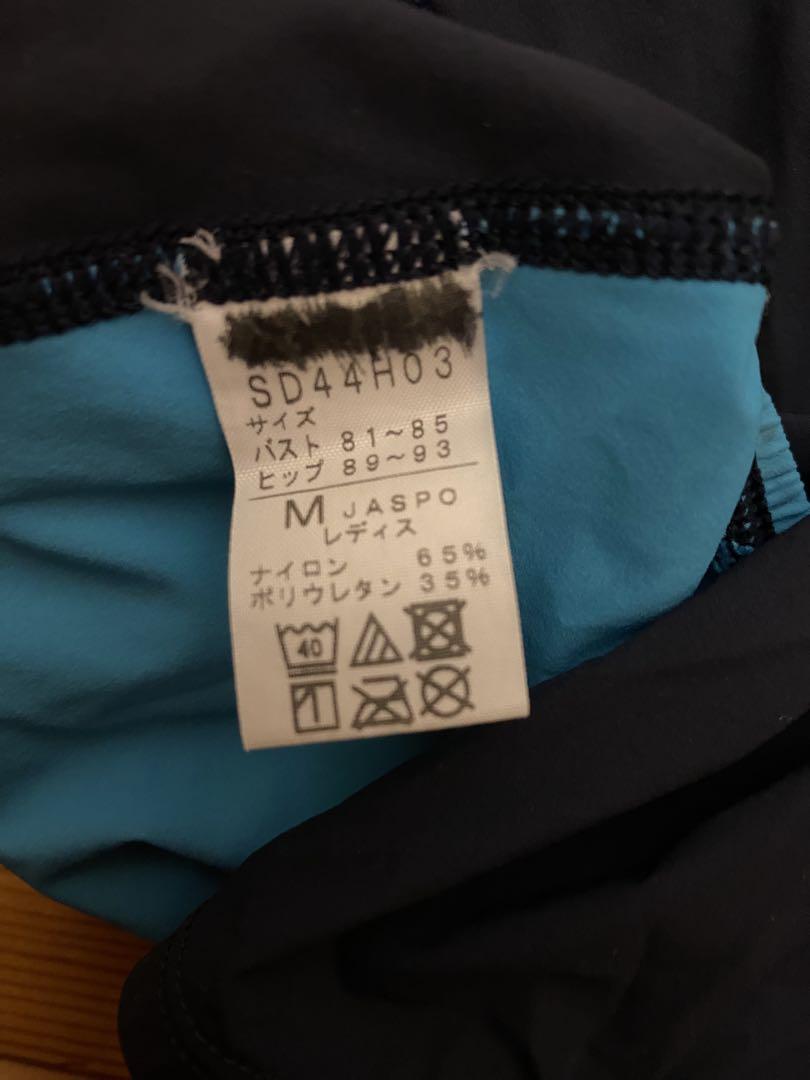 SD44H03
サイズ
バスト 81~85
ヒップ 89~93
M JASPO
レディス
ナイロン 65%
ポリウレタン 35%
40